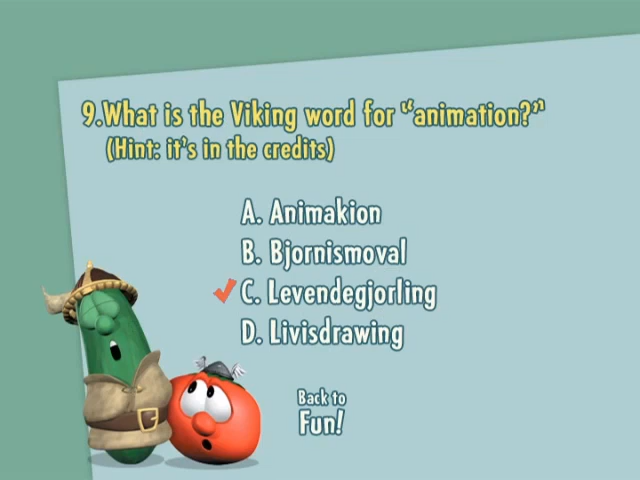 9.What is the Viking word for "animation?"
(Hint: it's in the credits)
A. Animakion
B. Bjornismoval
C. Levendegjorling
D. Livisdrawing
Back to
Fun!